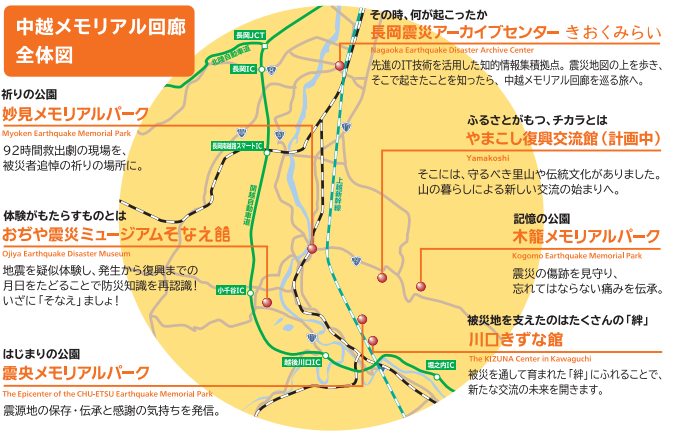 中越メモリアル回廊
全体図
その時、何が起こったか
長岡震災アーカイブセンター きおくみらい
Nagaoka Earthquake Disaster Archive Center
先進のIT技術を活用した知的情報集積拠点。震災地図の上を歩き、
そこで起きたことを知ったら、中越メモリアル回廊を巡る旅へ。
長岡JCT
北陸自動車道
長岡IC
祈りの公園
妙見メモリアルパーク
Myoken Earthquake Memorial Park
92時間救出劇の現場を、
被災者追悼の祈りの場所に。
長岡南越路スマートIC
ふるさとがもつ、チカラとは
やまこし復興交流館（計画中）
Yamakoshi
そこには、守るべき里山や伝統文化がありました。
山の暮らしによる新しい交流の始まりへ。
関越自動車道
上越新幹線
体験がもたらすものとは
おぢや震災ミュージアムそなえ館
Ojiya Earthquake Disaster Museum
地震を疑似体験し、発生から復興までの
月日をたどることで防災知識を再認識！
いざに「そなえ」ましょ！
記憶の公園
木籠メモリアルパーク
Kogomo Earthquake Memorial Park
震災の傷跡を見守り、
忘れてはならない痛みを伝承。
小千谷IC
被災地を支えたのはたくさんの「絆」
川口きずな館
The KIZUNA Center in Kawaguchi
被災を通して育まれた「絆」にふれることで、
新たな交流の未来を開きます。
はじまりの公園
震央メモリアルパーク
The Epicenter of the CHU-ETSU Earthquake Memorial Park
震源地の保存・伝承と感謝の気持ちを発信。
越後川口IC
堀之内IC